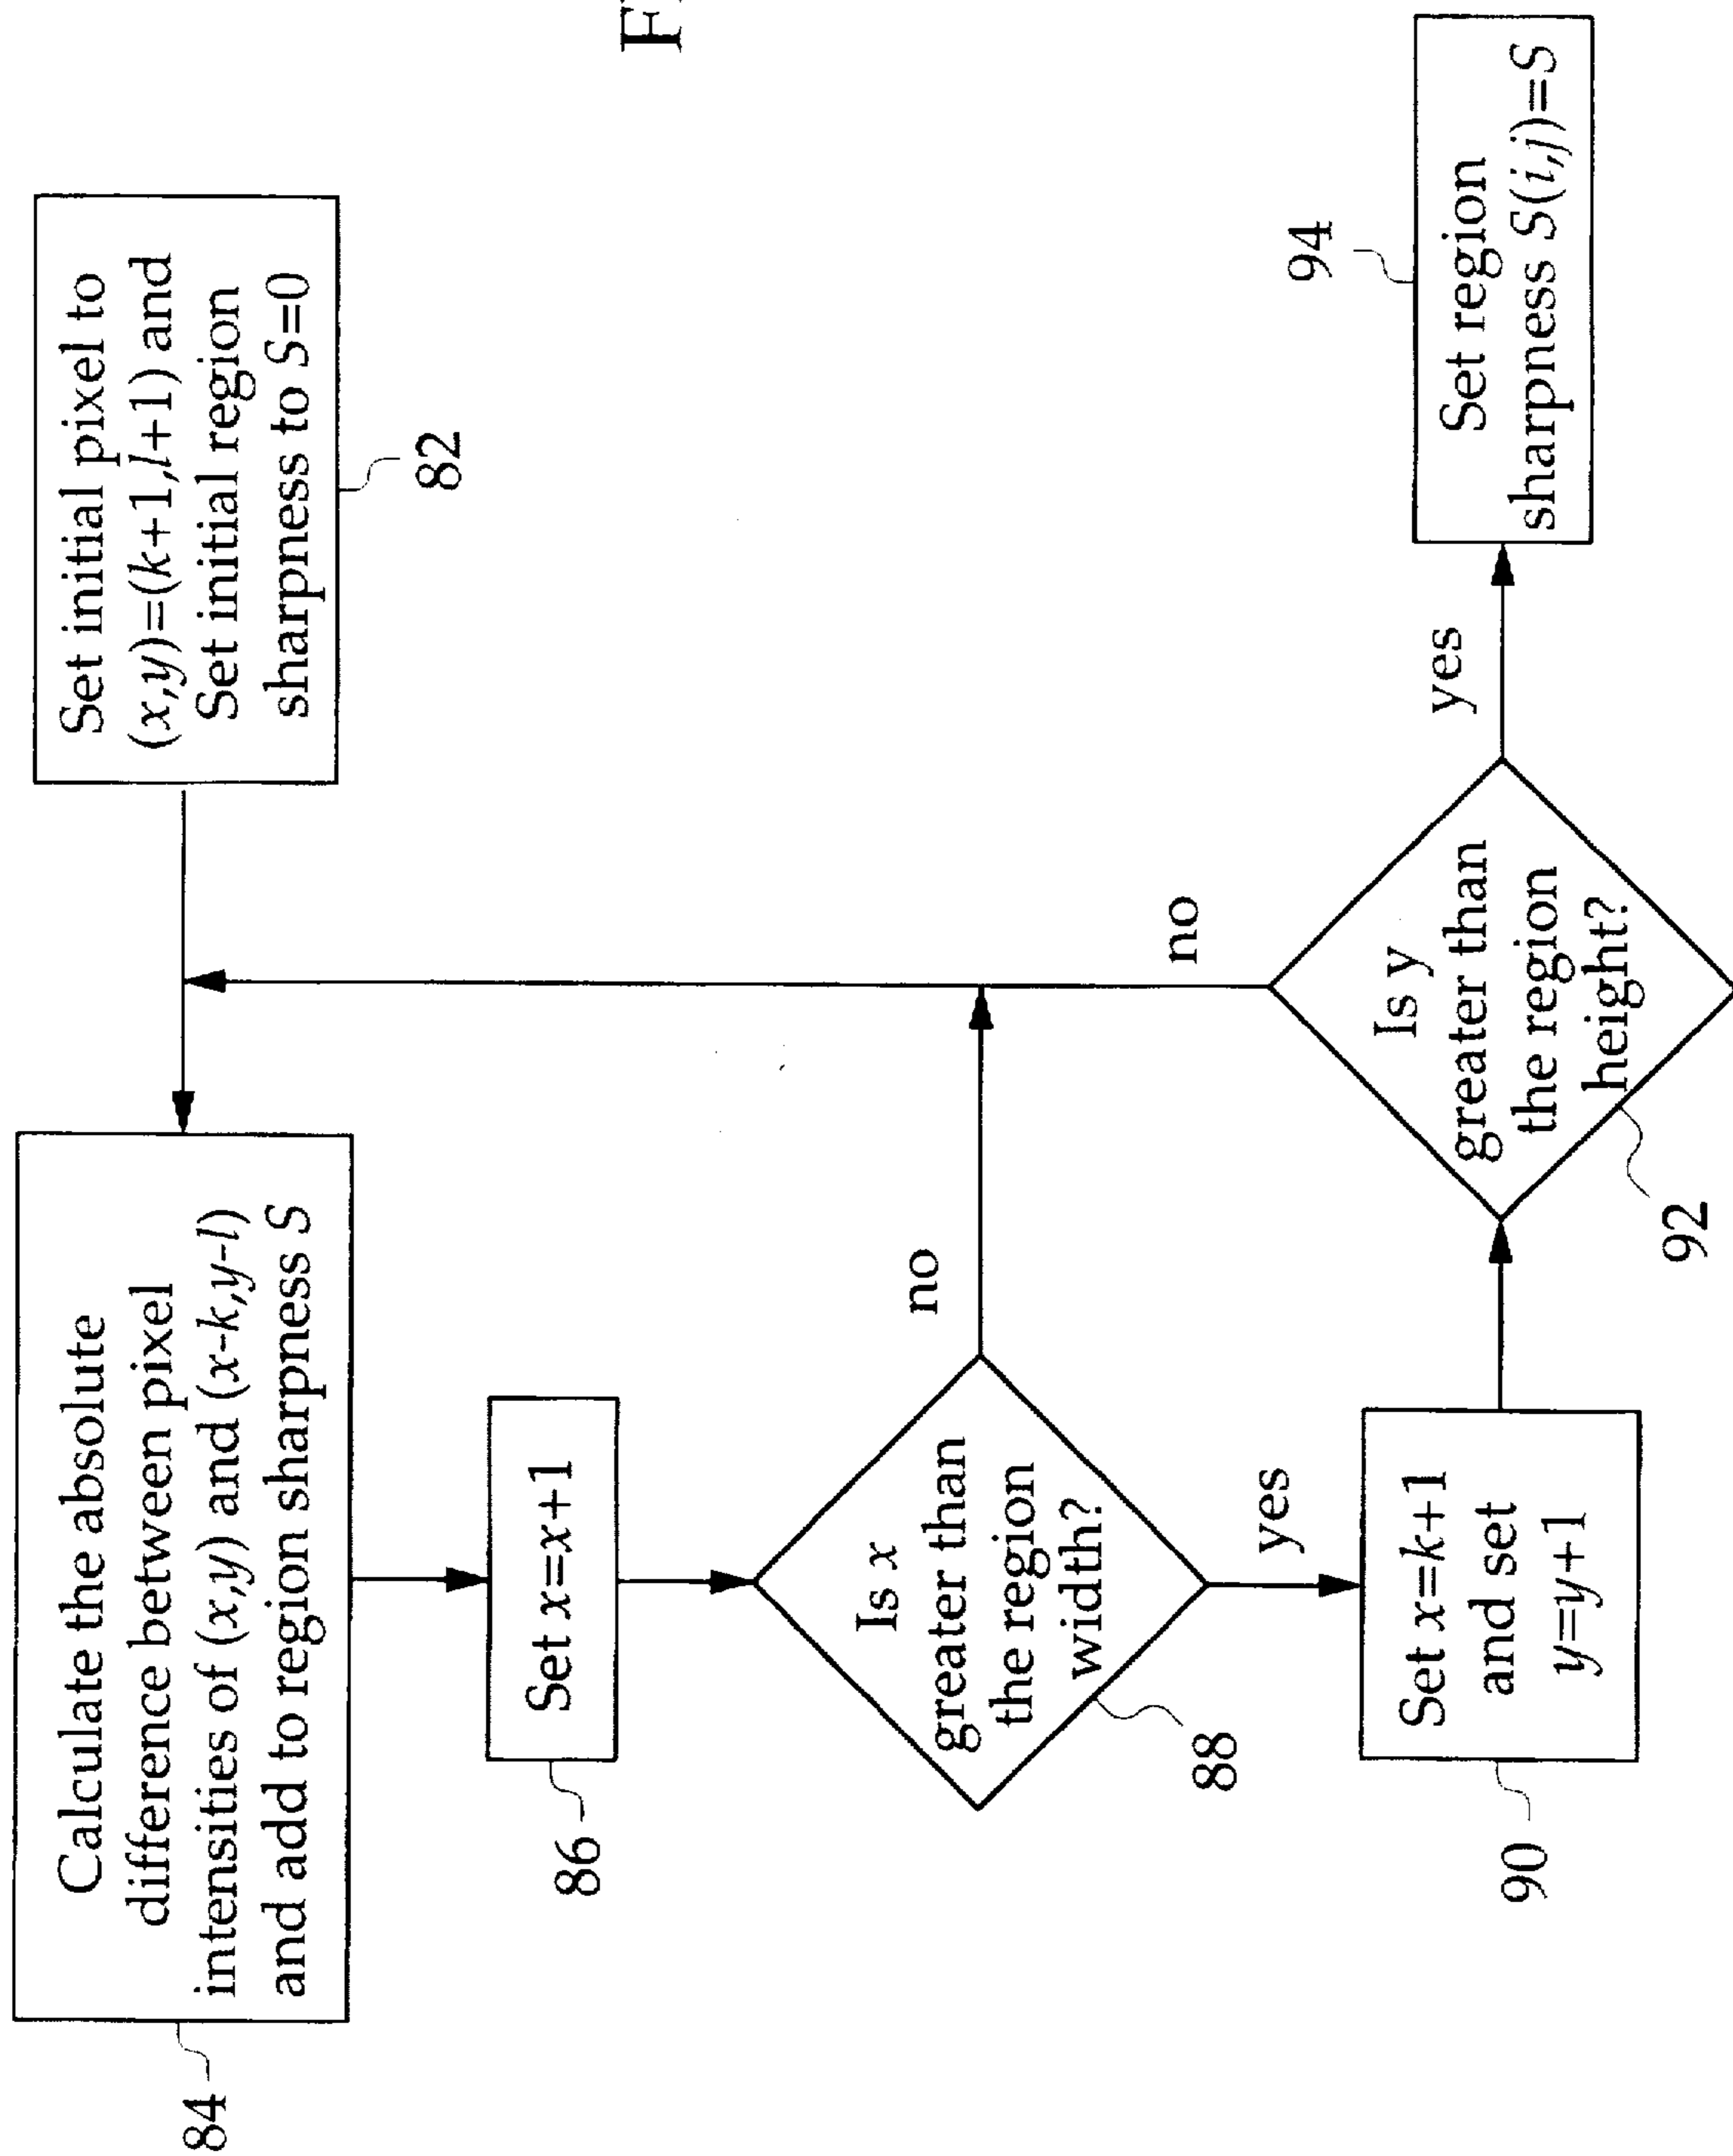 Set initial pixel to
(x,y)=(k+1,l+1) and
Set initial region
sharpness to S=0
82
Calculate the absolute
difference between pixel
intensities of (x,y) and (x-k,y-l)
and add to region sharpness S
84
Set x=x+1
86
Is x
greater than
the region
width?
88
no
yes
Set x=k+1
and set
y=y+1
90
Is y
greater than
the region
height?
92
no
yes
Set region
sharpness S(i,j)=S
94